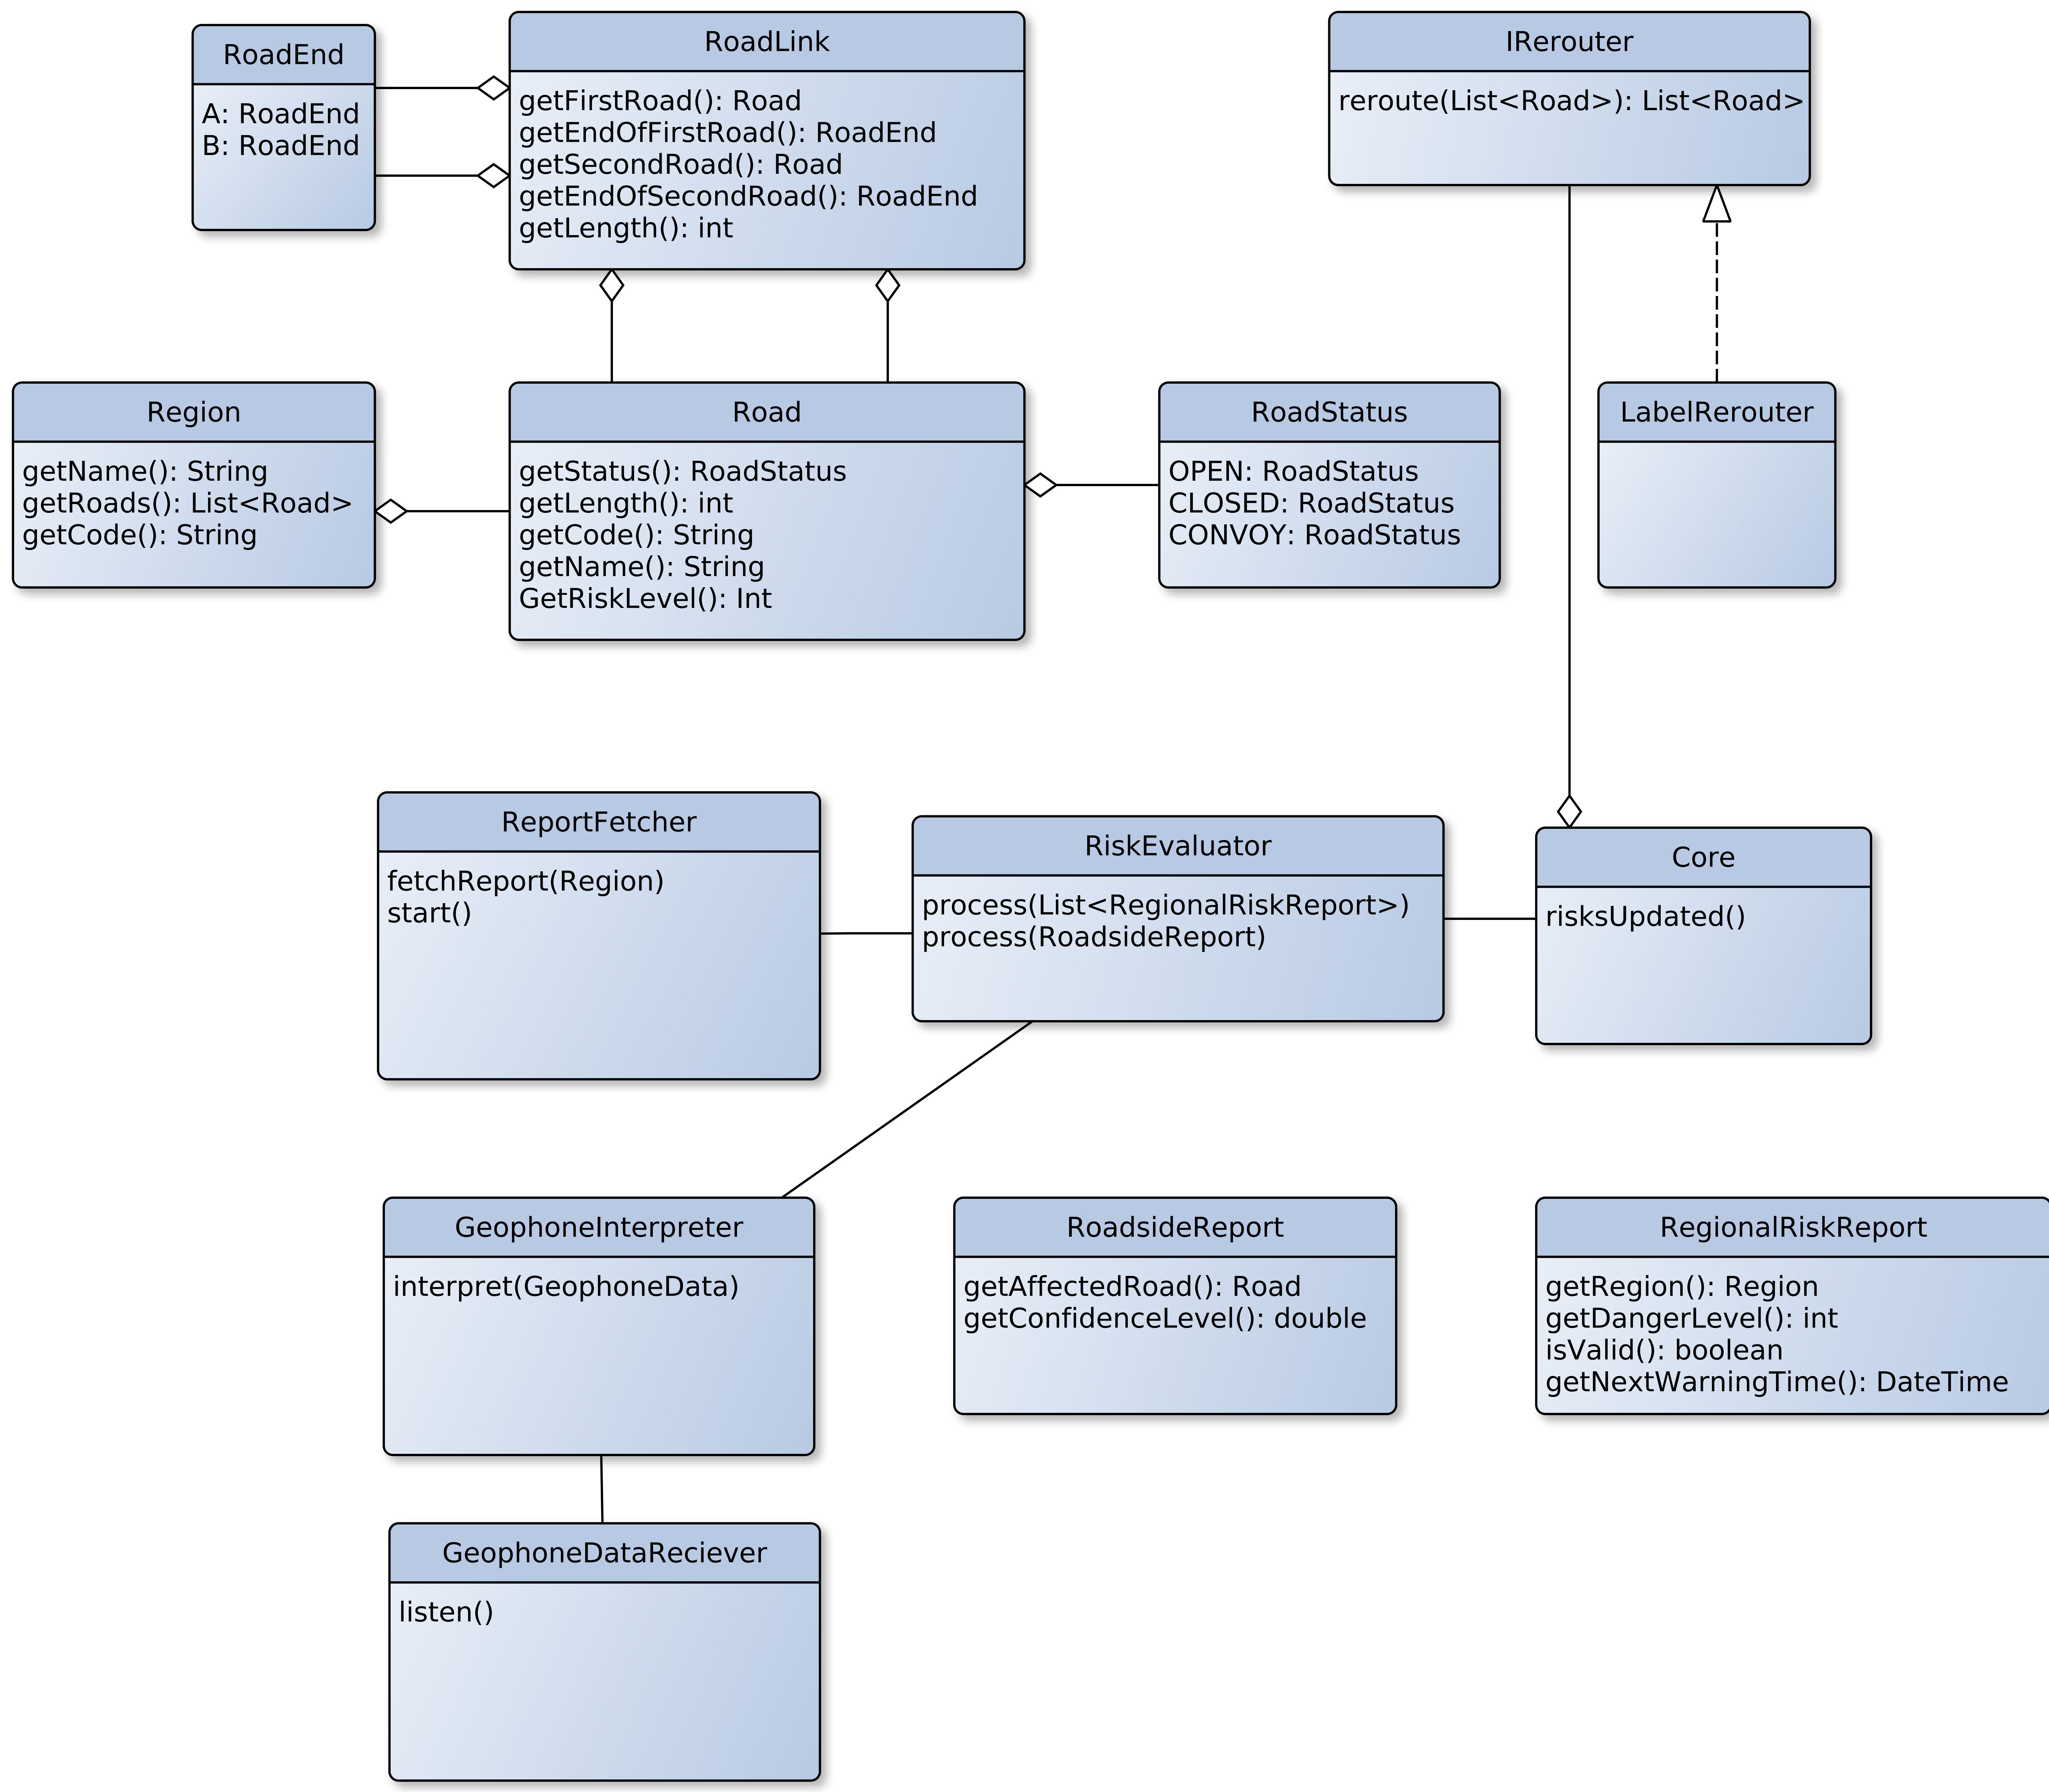 RoadEnd
A: RoadEnd
B: RoadEnd
RoadLink
getFirstRoad(): Road
getEndOfFirstRoad(): RoadEnd
getSecondRoad(): Road
getEndOfSecondRoad(): RoadEnd
getLength(): int
IRerouter
reroute(List<Road>): List<Road>
Region
getName(): String
getRoads(): List<Road>
getCode(): String
Road
getStatus(): RoadStatus
getLength(): int
getCode(): String
getName(): String
GetRiskLevel(): Int
RoadStatus
OPEN: RoadStatus
CLOSED: RoadStatus
CONVOY: RoadStatus
LabelRerouter
ReportFetcher
fetchReport(Region)
start()
RiskEvaluator
process(List<RegionalRiskReport>)
process(RoadsideReport)
Core
risksUpdated()
GeophoneInterpreter
interpret(GeophoneData)
RoadsideReport
getAffectedRoad(): Road
getConfidenceLevel(): double
RegionalRiskReport
getRegion(): Region
getDangerLevel(): int
isValid(): boolean
getNextWarningTime(): DateTime
GeophoneDataReciever
listen()